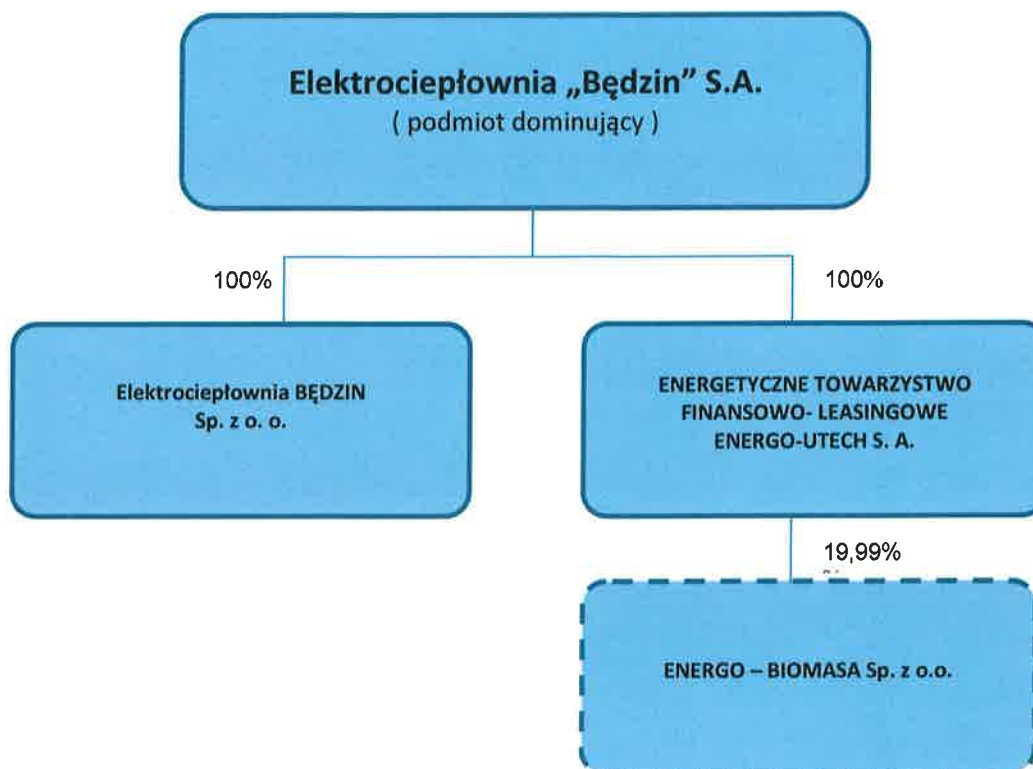 Elektrociepłownia „Będzin” S.A.
( podmiot dominujący )
100%
100%
Elektrociepłownia BĘDZIN
Sp. z o. o.
ENERGETYCZNE TOWARZYSTWO
FINANSOWO- LEASINGOWE
ENERGO-UTECH S. A.
19,99%
ENERGO – BIOMASA Sp. z o.o.